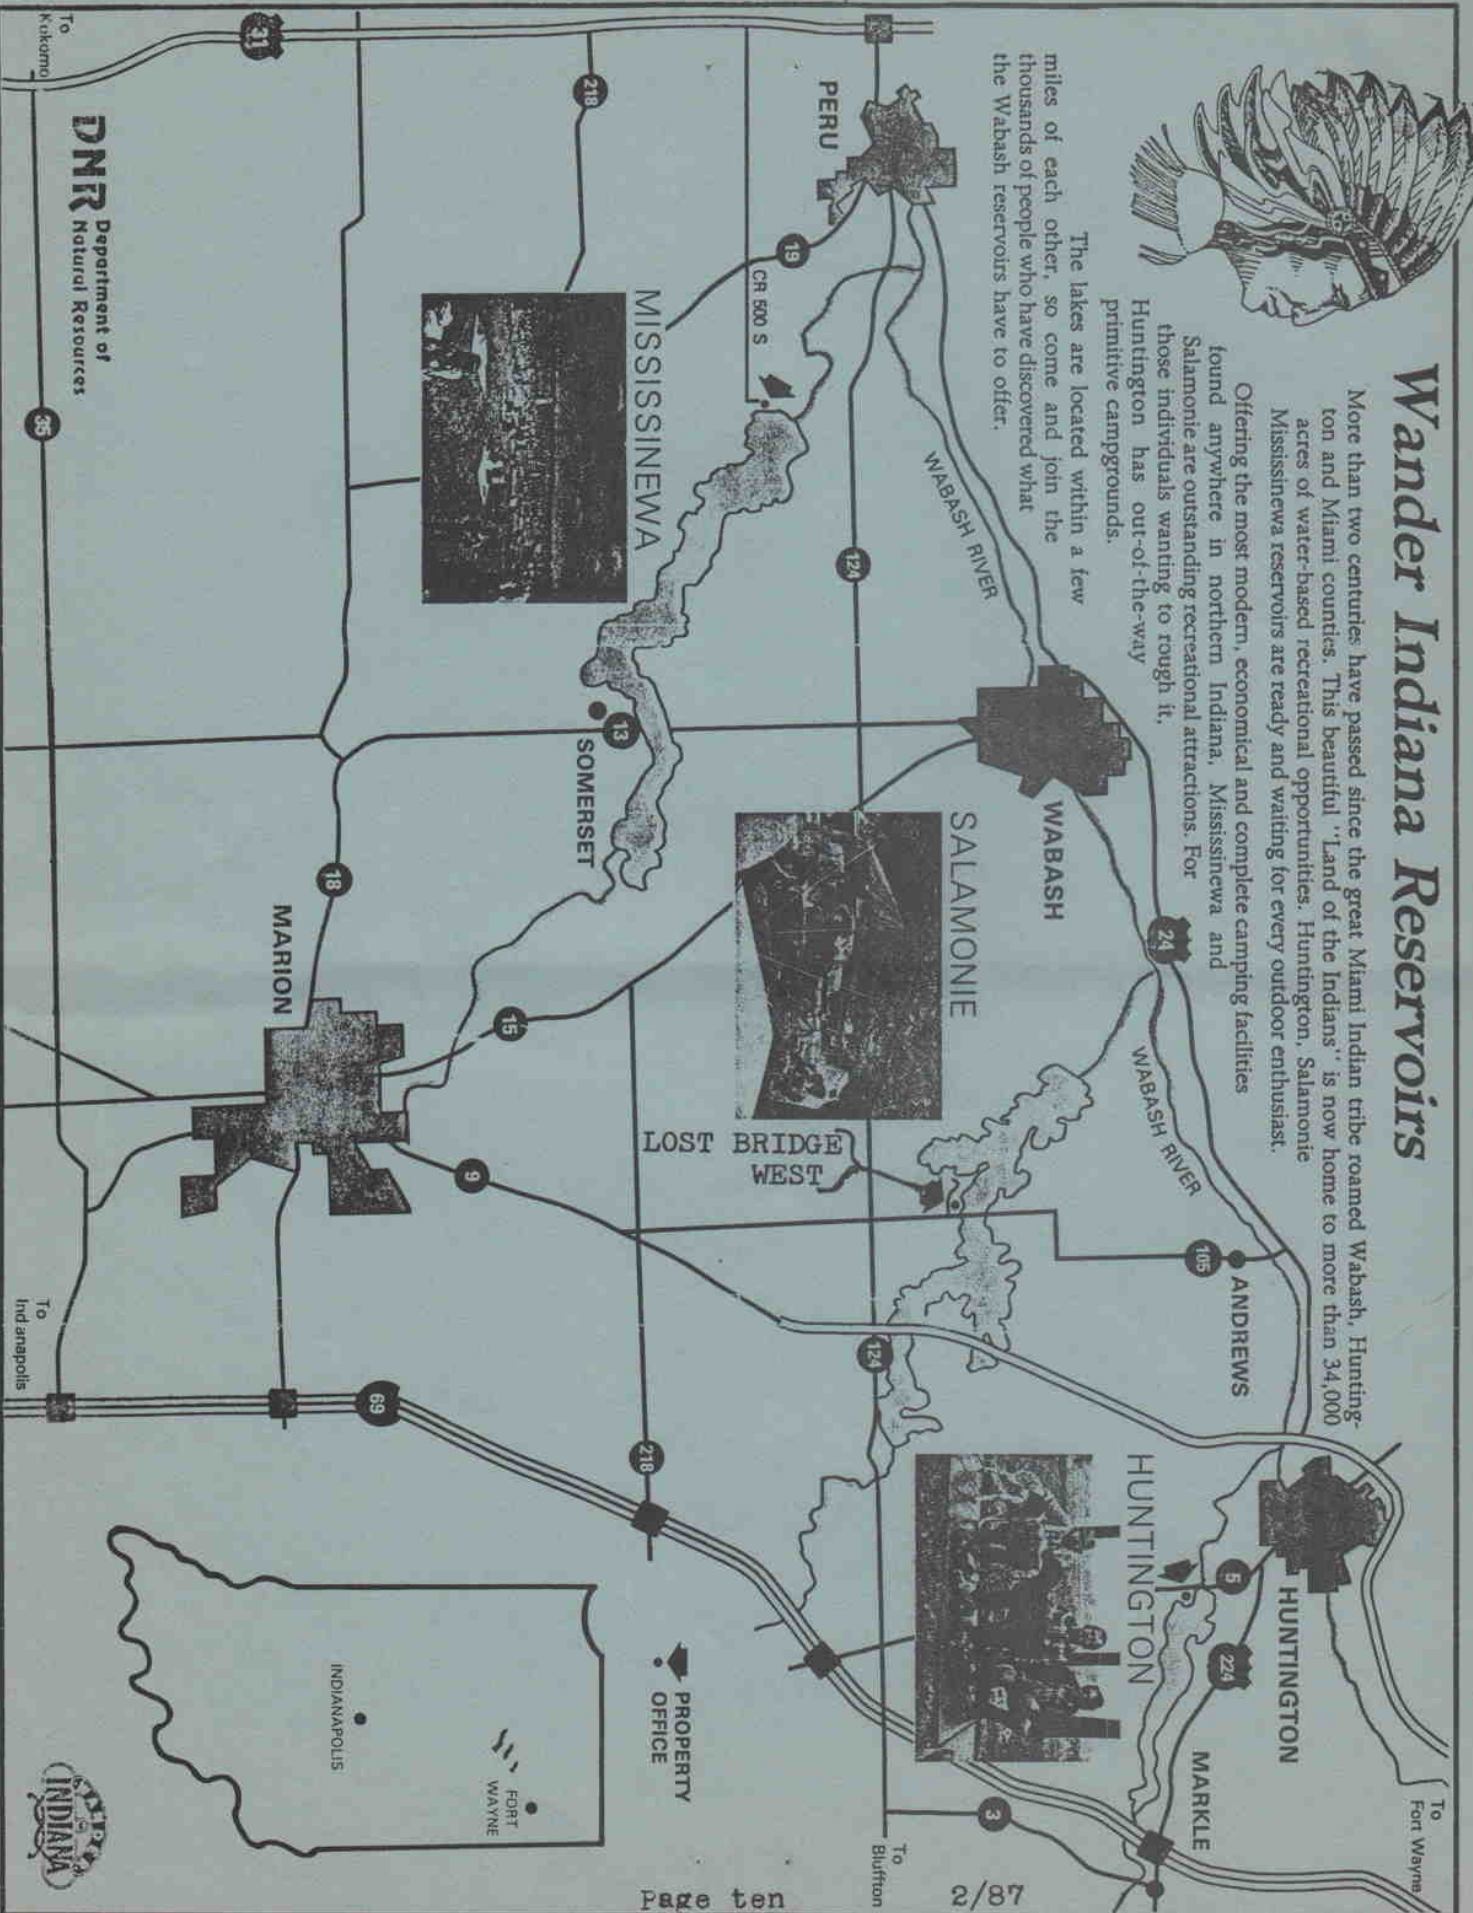 Wander Indiana Reservoirs
More than two centuries have passed since the great Miami Indian tribe roamed Wabash, Hunting-
ton and Miami counties. This beautiful "Land of the Indians" is now home to more than 34,000
acres of water-based recreational opportunities. Huntington, Salamonie
Mississinewa reservoirs are ready and waiting for every outdoor enthusiast.
Offering the most modern, economical and complete camping facilities
found anywhere in northern Indiana, Mississinewa and
Salamonie are outstanding recreational attractions. For
those individuals wanting to rough it,
Huntington has out-of-the-way
primitive campgrounds.
The lakes are located within a few
miles of each other, so come and join the
thousands of people who have discovered what
the Wabash reservoirs have to offer.
To
Fort Wayne
HUNTINGTON
5
224
MARKLE
HUNTINGTON
3
To
Bluffton
ANDREWS
105
WABASH RIVER
24
WABASH
WABASH RIVER
PERU
124
124
SALAMONIE
LOST BRIDGE
WEST
19
CR 500 S
MISSISSINEWA
218
218
13
SOMERSET
15
9
18
MARION
69
31
To
Kokomo
35
To
Indianapolis
DNR
Department of
Natural Resources
PROPERTY
OFFICE
FORT
WAYNE
INDIANAPOLIS
INDIANA
Page ten
2/87